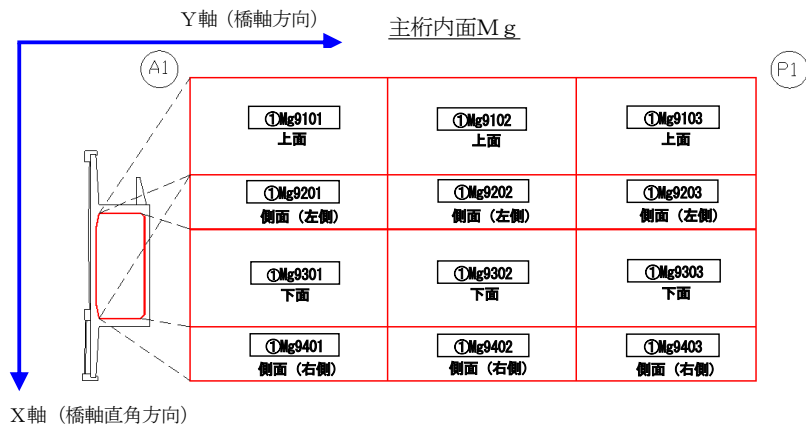 Y軸（橋軸方向）
主桁内面Ｍｇ
A1
P1
①Mg9101
上面
①Mg9102
上面
①Mg9103
上面
①Mg9201
側面（左側）
①Mg9202
側面（左側）
①Mg9203
側面（左側）
①Mg9301
下面
①Mg9302
下面
①Mg9303
下面
①Mg9401
側面（右側）
①Mg9402
側面（右側）
①Mg9403
側面（右側）
X軸（橋軸直角方向）